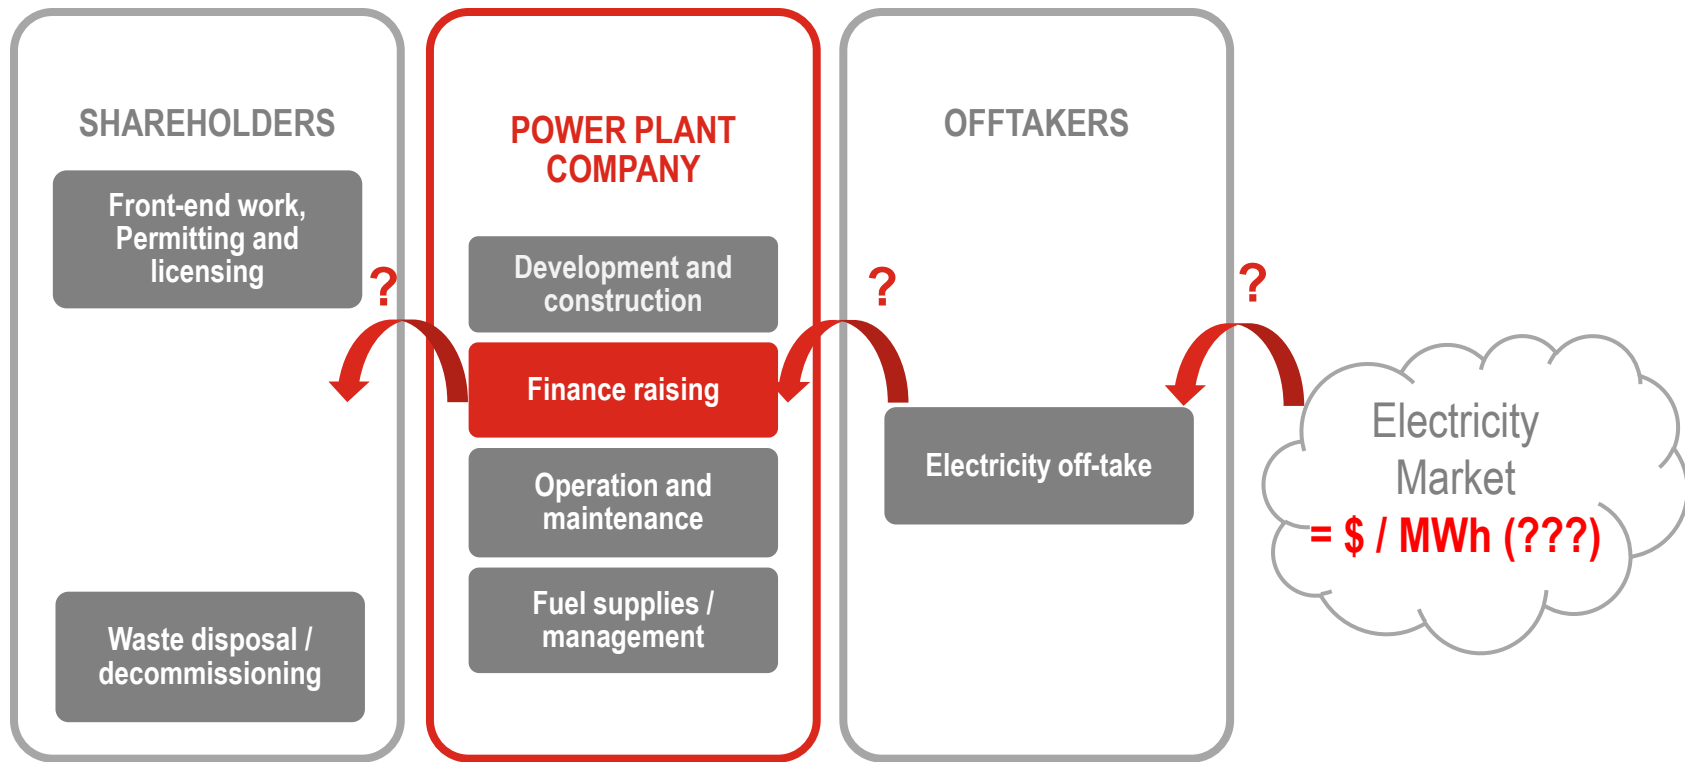 SHAREHOLDERS
Front-end work,
Permitting and
licensing
Waste disposal /
decommissioning
?
POWER PLANT
COMPANY
Development and
construction
Finance raising
Operation and
maintenance
Fuel supplies /
management
?
OFFTAKERS
Electricity off-take
?
Electricity
Market
= $ / MWh (???)